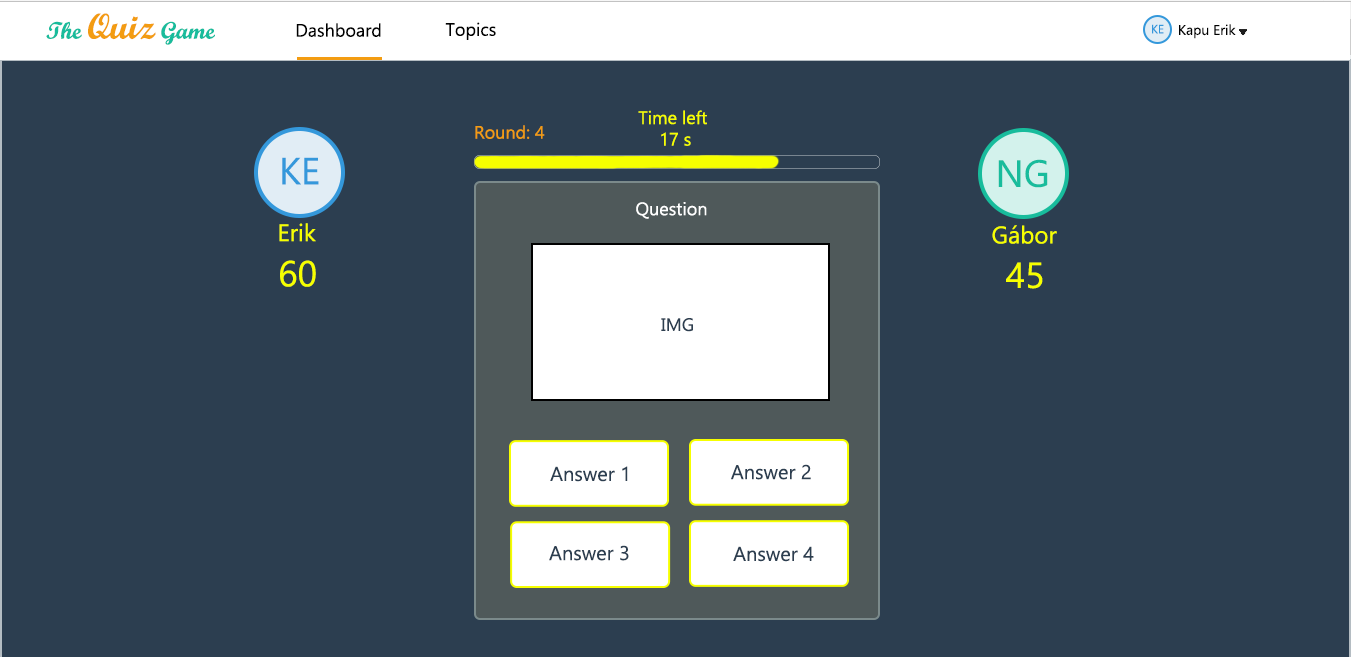 The Quiz Game
Dashboard
Topics
KE
Kapu Erik
Round: 4
Time left
17 s
KE
Erik
60
NG
Gábor
45
Question
IMG
Answer 1
Answer 2
Answer 3
Answer 4